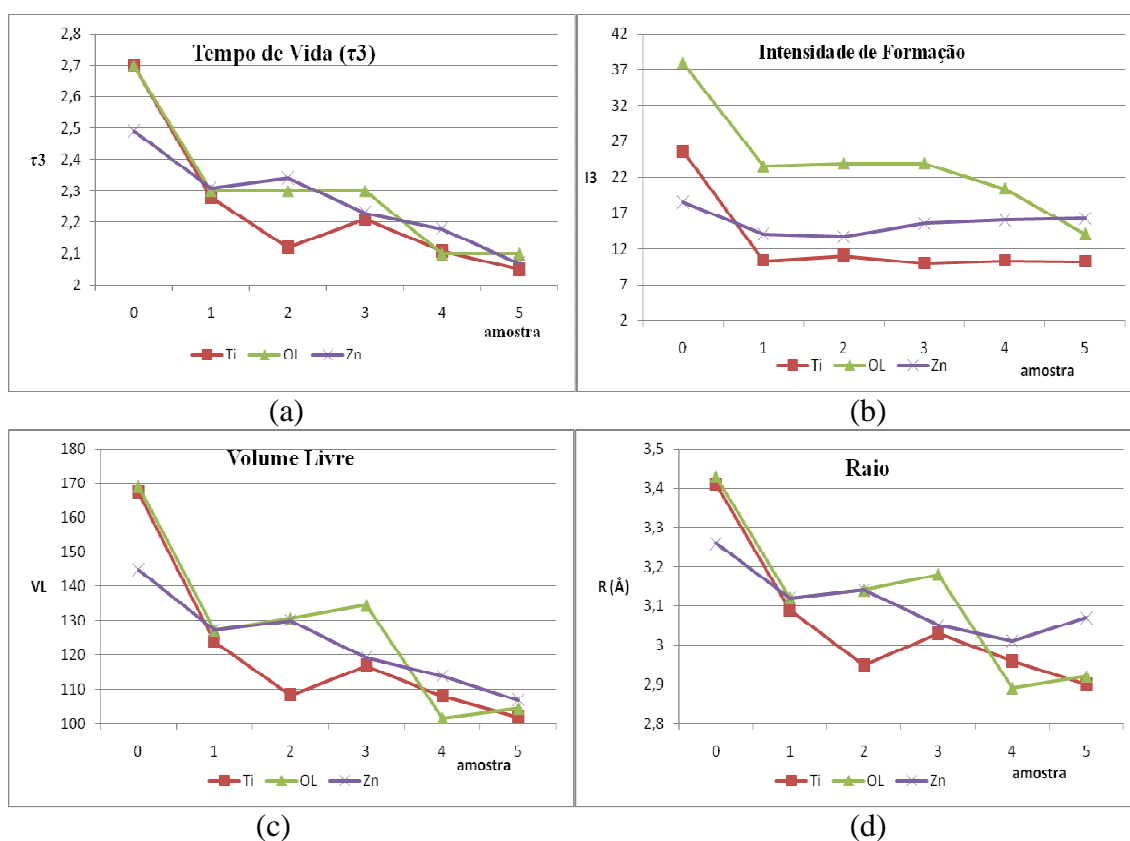 Tempo de Vida (τ3)
2,8
2,7
2,6
2,5
2,4
2,3
2,2
2,1
2
τ3
0 1 2 3 4 5
amostra
Ti OL Zn
(a)
Intensidade de Formação
42
37
32
27
22
17
12
7
2
I3
0 1 2 3 4 5
amostra
Ti OL Zn
(b)
Volume Livre
180
170
160
150
140
130
120
110
100
VL
0 1 2 3 4 5
amostra
Ti OL Zn
(c)
Raio
3,5
3,4
3,3
3,2
3,1
3
2,9
2,8
R (Å)
0 1 2 3 4 5
amostra
Ti OL Zn
(d)